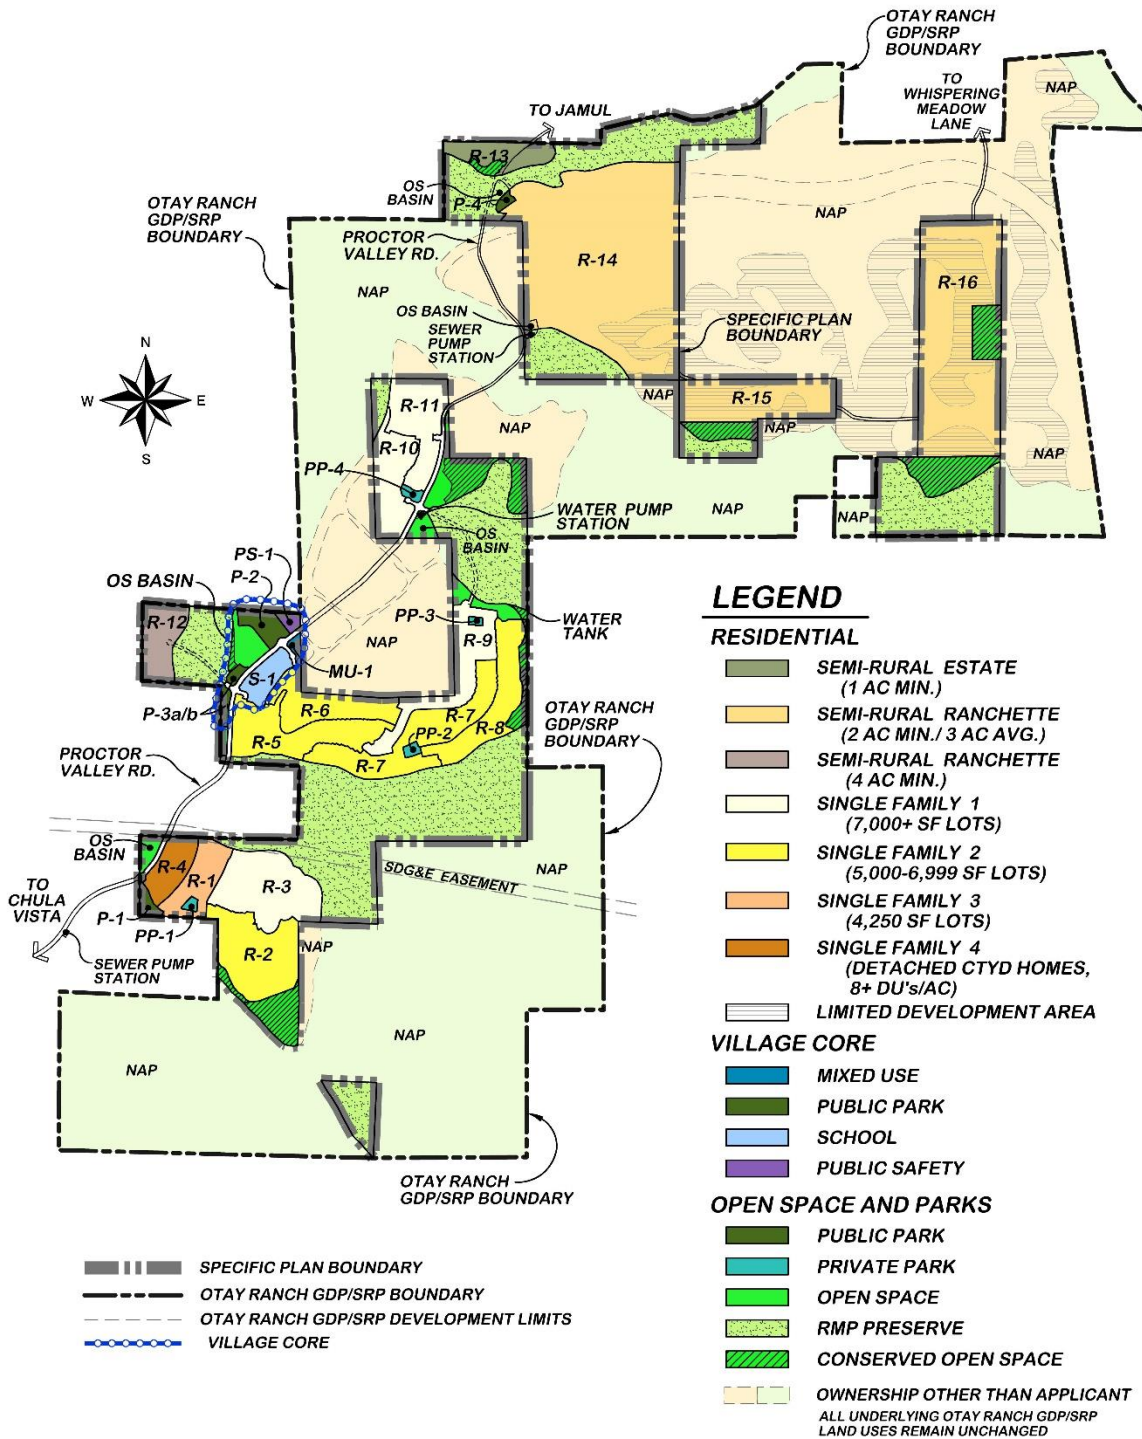 OTAY RANCH
GDP/SRP
BOUNDARY
TO
WHISPERING
MEADOW
LANE
NAP
TO JAMUL
R-13
OS
BASIN
P-4
OTAY RANCH
GDP/SRP
BOUNDARY
PROCTOR
VALLEY RD.
NAP
R-14
NAP
R-16
NAP
OS BASIN
SEWER
PUMP
STATION
SPECIFIC PLAN
BOUNDARY
N
W
E
S
R-11
NAP
R-15
NAP
R-10
NAP
NAP
PP-4
NAP
NAP
WATER PUMP
STATION
OS
BASIN
PS-1
P-2
OS BASIN
R-12
PP-3
R-9
WATER
TANK
NAP
MU-1
S-1
P-3a/b
R-6
R-7
R-8
R-5
PP-2
R-7
OTAY RANCH
GDP/SRP
BOUNDARY
PROCTOR
VALLEY RD.
OS
BASIN
R-4
R-1
R-3
SDG&E EASEMENT
NAP
TO
CHULA
VISTA
P-1
PP-1
R-2
NAP
SEWER PUMP
STATION
NAP
NAP
OTAY RANCH
GDP/SRP BOUNDARY
LEGEND
RESIDENTIAL
SEMI-RURAL ESTATE
(1 AC MIN.)
SEMI-RURAL RANCHETTE
(2 AC MIN./ 3 AC AVG.)
SEMI-RURAL RANCHETTE
(4 AC MIN.)
SINGLE FAMILY 1
(7,000+ SF LOTS)
SINGLE FAMILY 2
(5,000-6,999 SF LOTS)
SINGLE FAMILY 3
(4,250 SF LOTS)
SINGLE FAMILY 4
(DETACHED CTYD HOMES,
8+ DU's/AC)
LIMITED DEVELOPMENT AREA
VILLAGE CORE
MIXED USE
PUBLIC PARK
SCHOOL
PUBLIC SAFETY
OPEN SPACE AND PARKS
PUBLIC PARK
PRIVATE PARK
OPEN SPACE
RMP PRESERVE
CONSERVED OPEN SPACE
OWNERSHIP OTHER THAN APPLICANT
ALL UNDERLYING OTAY RANCH GDP/SRP
LAND USES REMAIN UNCHANGED
SPECIFIC PLAN BOUNDARY
OTAY RANCH GDP/SRP BOUNDARY
OTAY RANCH GDP/SRP DEVELOPMENT LIMITS
VILLAGE CORE